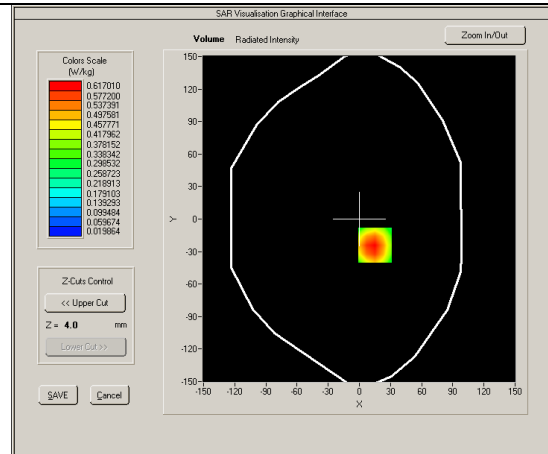 SAR Visualisation Graphical Interface
Volume Radiated Intensity
Zoom In/Out
Colors Scale
(W/kg)
0.617010
0.577200
0.537391
0.497581
0.457771
0.417962
0.378152
0.338342
0.298532
0.258723
0.218913
0.179103
0.139293
0.099484
0.059674
0.019864
Z-Cuts Control
<< Upper Cut
Z = 4.0 mm
Lower Cut >>
SAVE Cancel
150-
120-
90-
60-
30-
0-
-30-
-60-
-90-
-120-
-150-
Y
-150 -120 -90 -60 -30 0 30 60 90 120 150
X